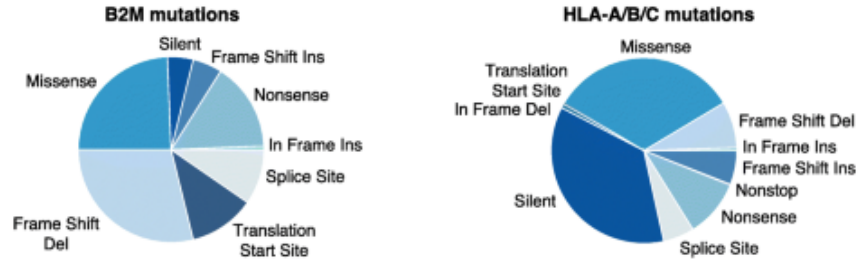 B2M mutations
Silent
Frame Shift Ins
Missense
Nonsense
In Frame Ins
Splice Site
Frame Shift
Del
Translation
Start Site
HLA-A/B/C mutations
Missense
Translation
Start Site
In Frame Del
Frame Shift Del
In Frame Ins
Frame Shift Ins
Nonstop
Silent
Nonsense
Splice Site